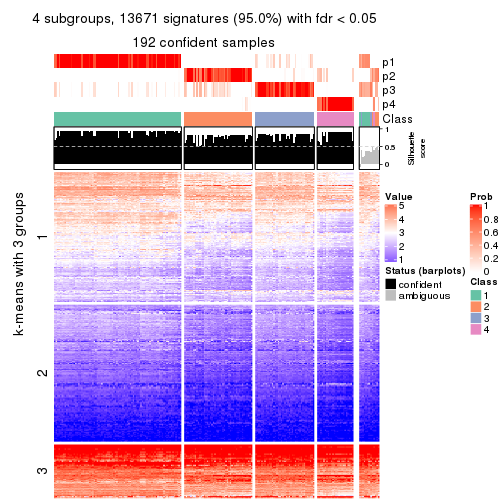 4 subgroups, 13671 signatures (95.0%) with fdr < 0.05
192 confident samples
p1
p2
p3
p4
Class
1
0.5
0
Silhouette
score
k-means with 3 groups
1
2
3
Value
5
4
3
2
1
Status (barplots)
confident
ambiguous
Prob
1
0.8
0.6
0.4
0.2
0
Class
1
2
3
4